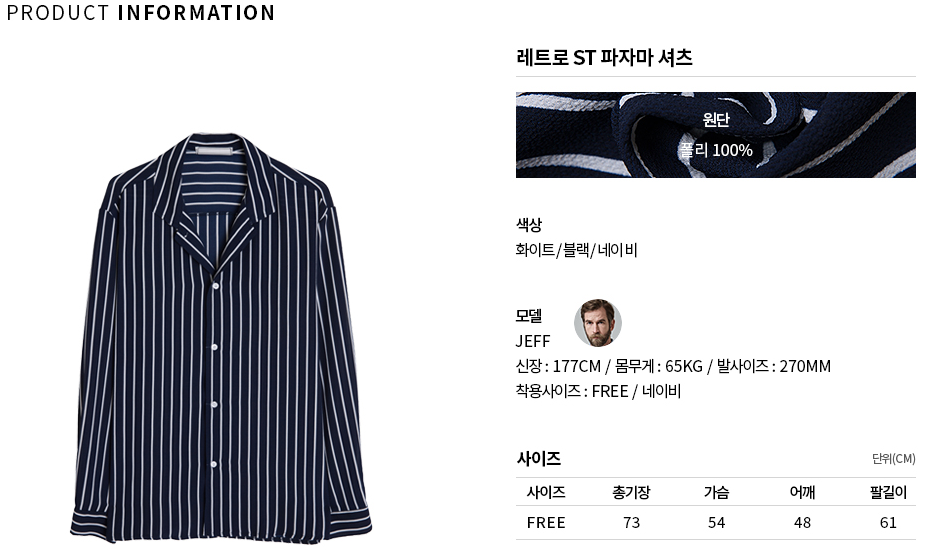 PRODUCT INFORMATION
레트로 ST 파자마 셔츠
원단
폴리 100%
색상
화이트/블랙/네이비
모델
JEFF
신장 : 177CM / 몸무게 : 65KG / 발사이즈 : 270MM
착용사이즈 : FREE / 네이비
사이즈 단위(CM)
사이즈 총기장 가슴 어깨 팔길이
FREE 73 54 48 61